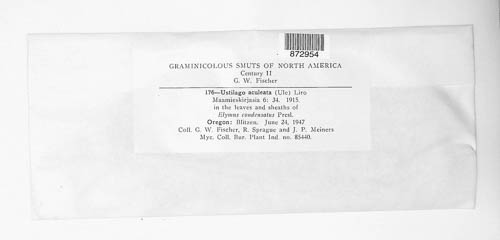 872954
GRAMINICOLOUS SMUTS OF NORTH AMERICA
Century II
G. W. Fischer
176—Ustilago aculeata (Ule) Liro
Maamieskirjasia 6: 34. 1915.
in the leaves and sheaths of
Elymus condensatus Presl.
Oregon: Blitzen. June 24, 1947
Coll. G. W. Fischer, R. Sprague and J. P. Meiners
Myc. Coll. Bur. Plant Ind. no. 85440.